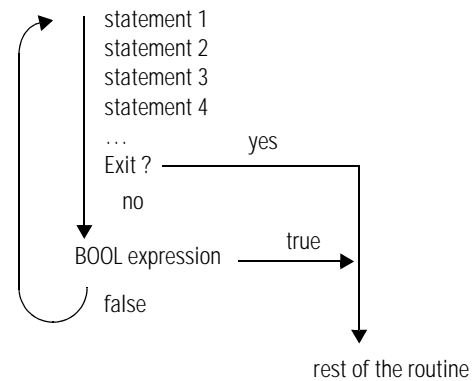 statement 1
statement 2
statement 3
statement 4
...
Exit ?
yes
no
BOOL expression
true
false
rest of the routine